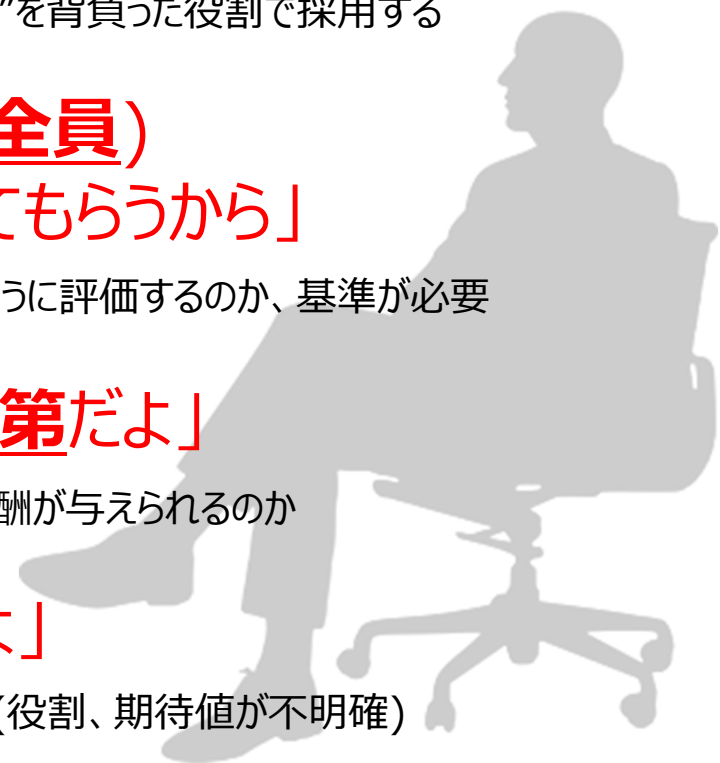 ”を背負った役割で採用する
全員)
てもらうから」
うに評価するのか、基準が必要
第だよ」
酬が与えられるのか
」
(役割、期待値が不明確)